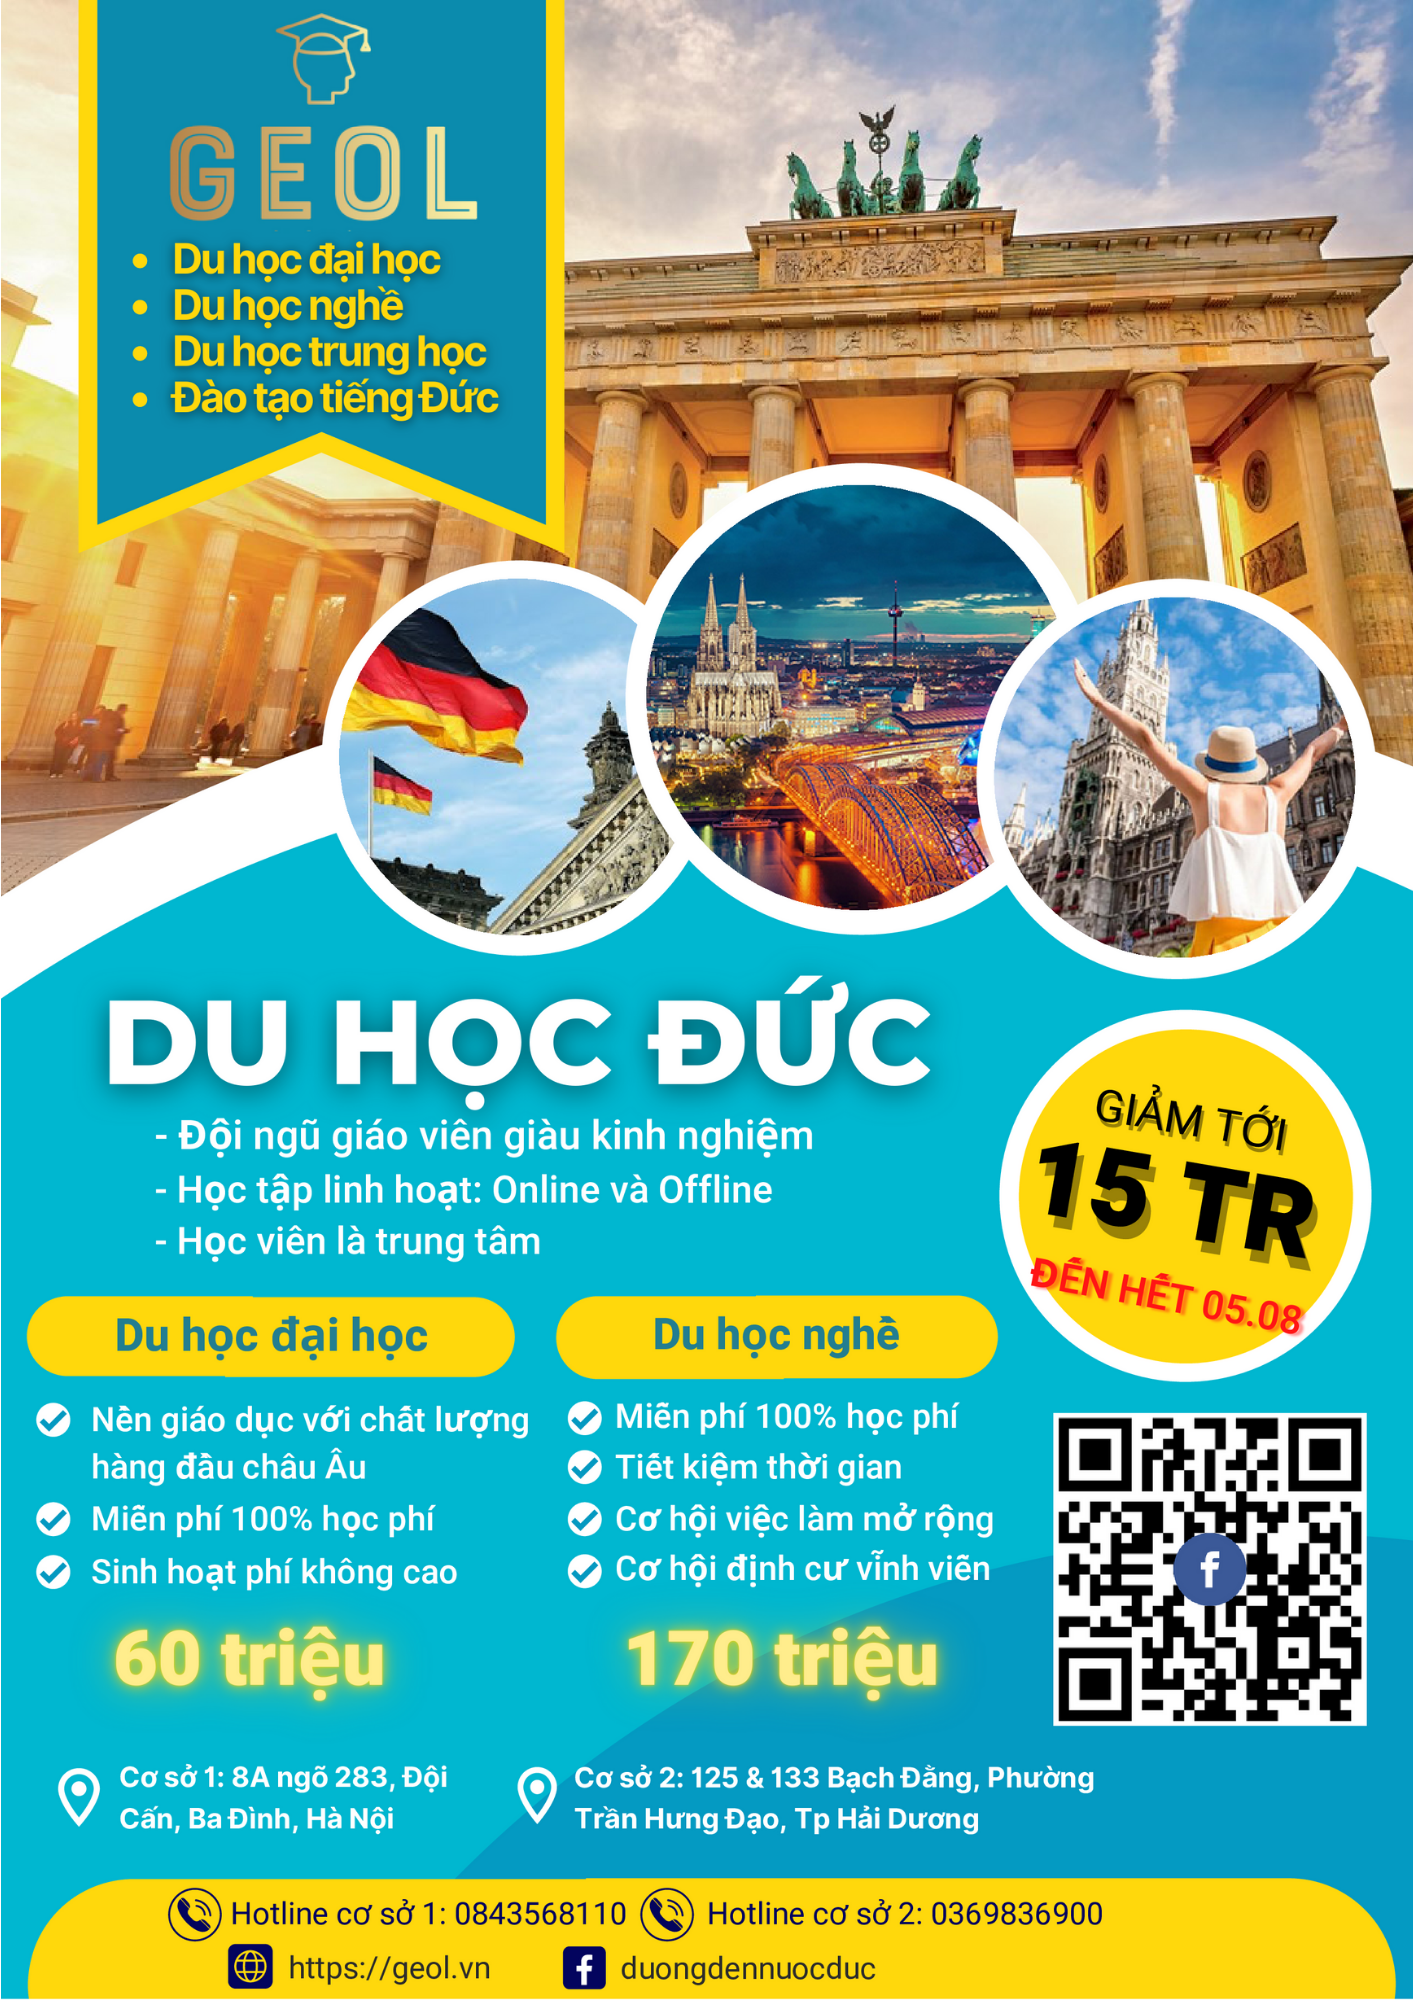 GEOL
• Du học đại học
• Du học nghề
• Du học trung học
• Đào tạo tiếng Đức
DU HỌC ĐỨC
- Đội ngũ giáo viên giàu kinh nghiệm
- Học tập linh hoạt: Online và Offline
- Học viên là trung tâm
GIẢM TỚI
15 TR
ĐẾN HẾT 05.08
Du học đại học
Nền giáo dục với chất lượng
hàng đầu châu Âu
Miễn phí 100% học phí
Sinh hoạt phí không cao
60 triệu
Du học nghề
Miễn phí 100% học phí
Tiết kiệm thời gian
Cơ hội việc làm mở rộng
Cơ hội định cư vĩnh viễn
170 triệu
Cơ sở 1: 8A ngõ 283, Đội
Cấn, Ba Đình, Hà Nội
Cơ sở 2: 125 & 133 Bạch Đằng, Phường
Trần Hưng Đạo, Tp Hải Dương
Hotline cơ sở 1: 0843568110
Hotline cơ sở 2: 0369836900
https://geol.vn
duongdennuocduc